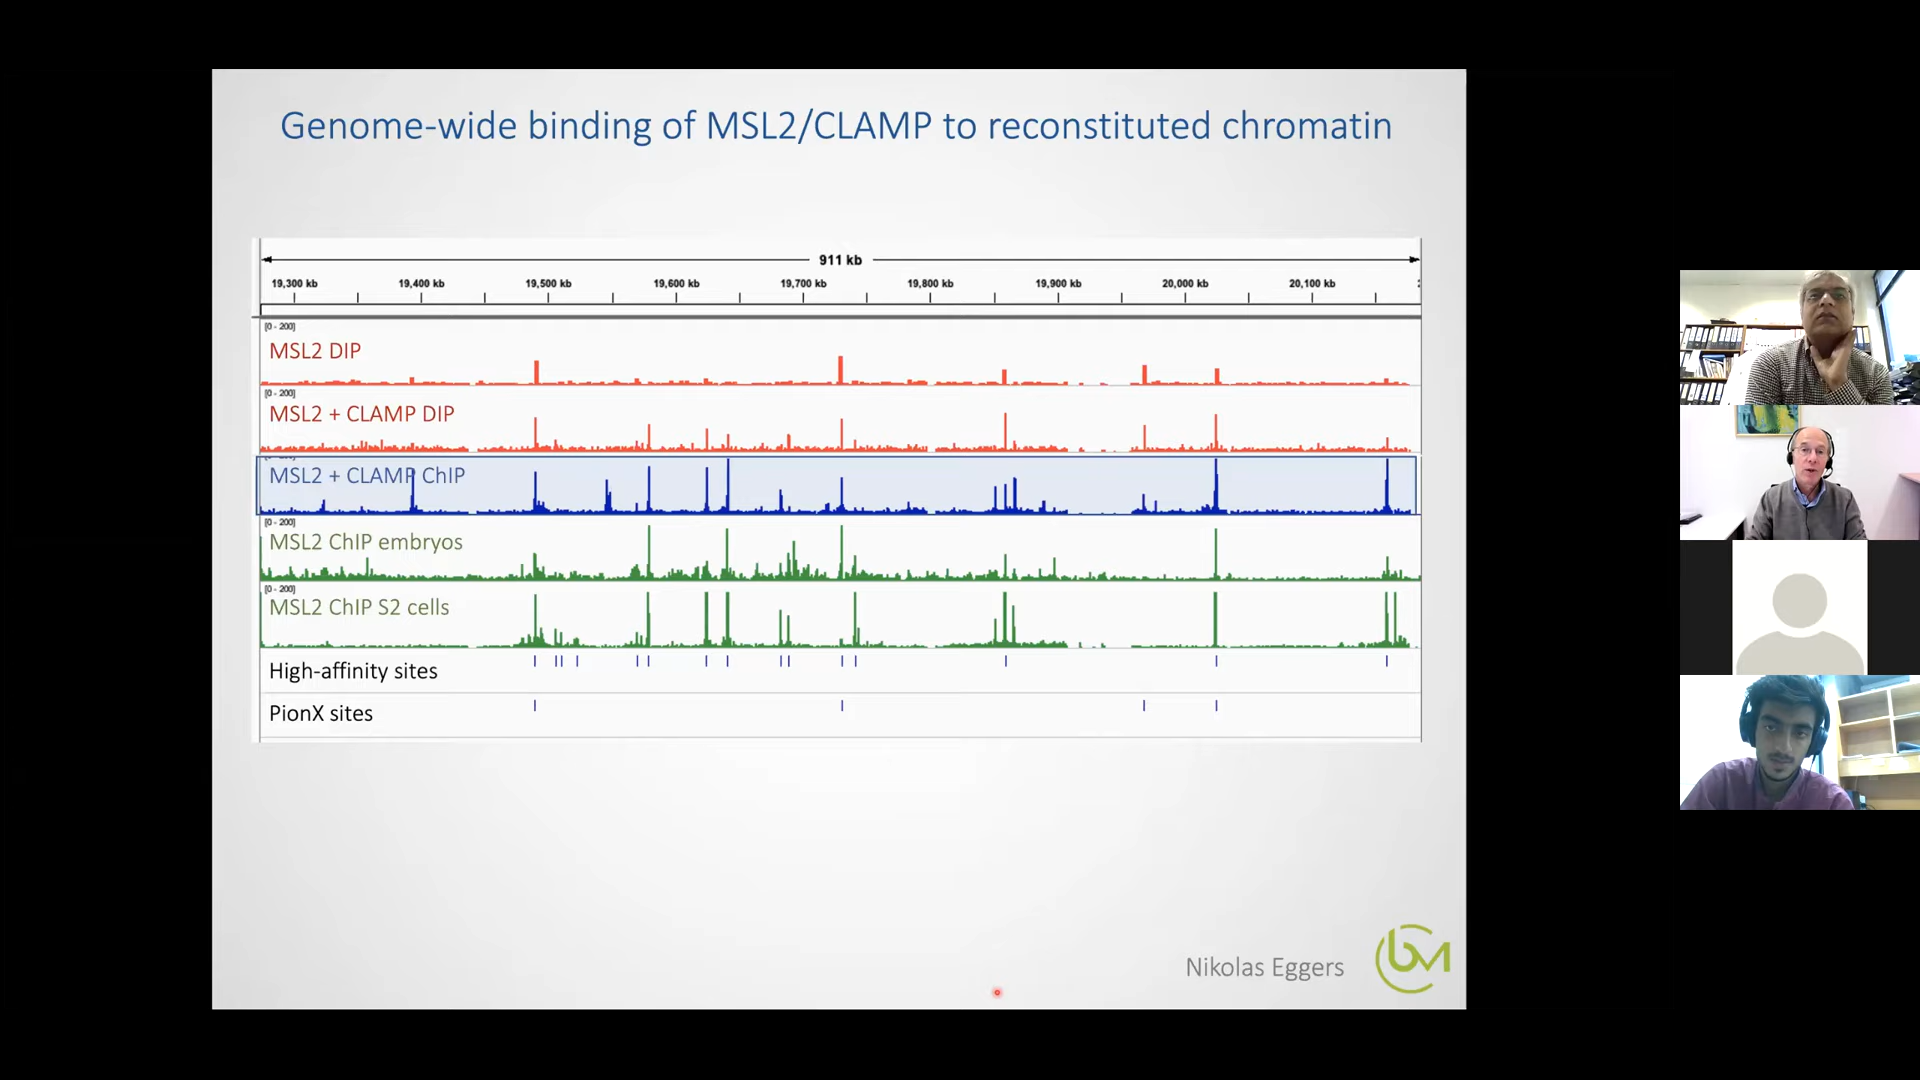 Genome-wide binding of MSL2/CLAMP to reconstituted chromatin
911 kb
19,300 kb 19,400 kb 19,500 kb 19,600 kb 19,700 kb 19,800 kb 19,900 kb 20,000 kb 20,100 kb
[0 - 200]
MSL2 DIP
[0 - 200]
MSL2 + CLAMP DIP
MSL2 + CLAMP ChIP
[0 - 200]
MSL2 ChIP embryos
[0 - 200]
MSL2 ChIP S2 cells
High-affinity sites
PionX sites
Nikolas Eggers
bM